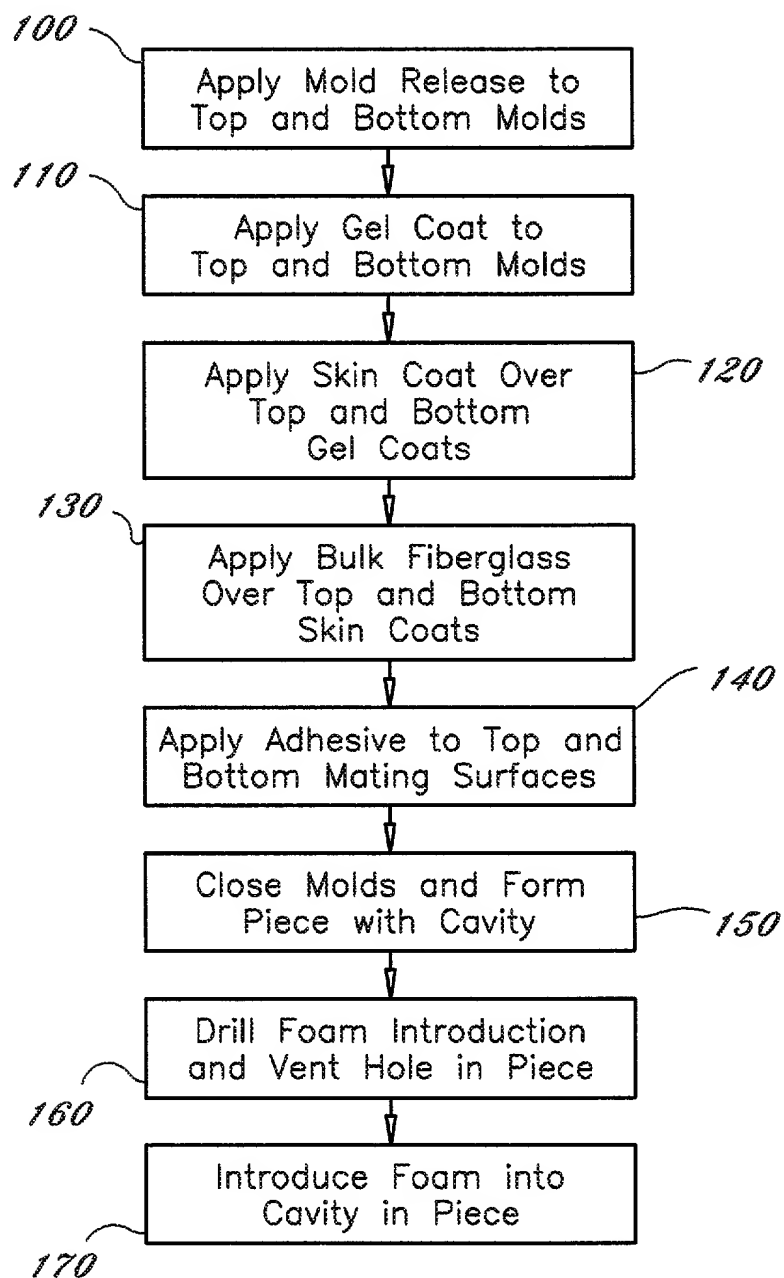 100
Apply Mold Release to
Top and Bottom Molds
110
Apply Gel Coat to
Top and Bottom Molds
120
Apply Skin Coat Over
Top and Bottom
Gel Coats
130
Apply Bulk Fiberglass
Over Top and Bottom
Skin Coats
140
Apply Adhesive to Top and
Bottom Mating Surfaces
Close Molds and Form
Piece with Cavity
150
Drill Foam Introduction
and Vent Hole in Piece
160
Introduce Foam into
Cavity in Piece
170